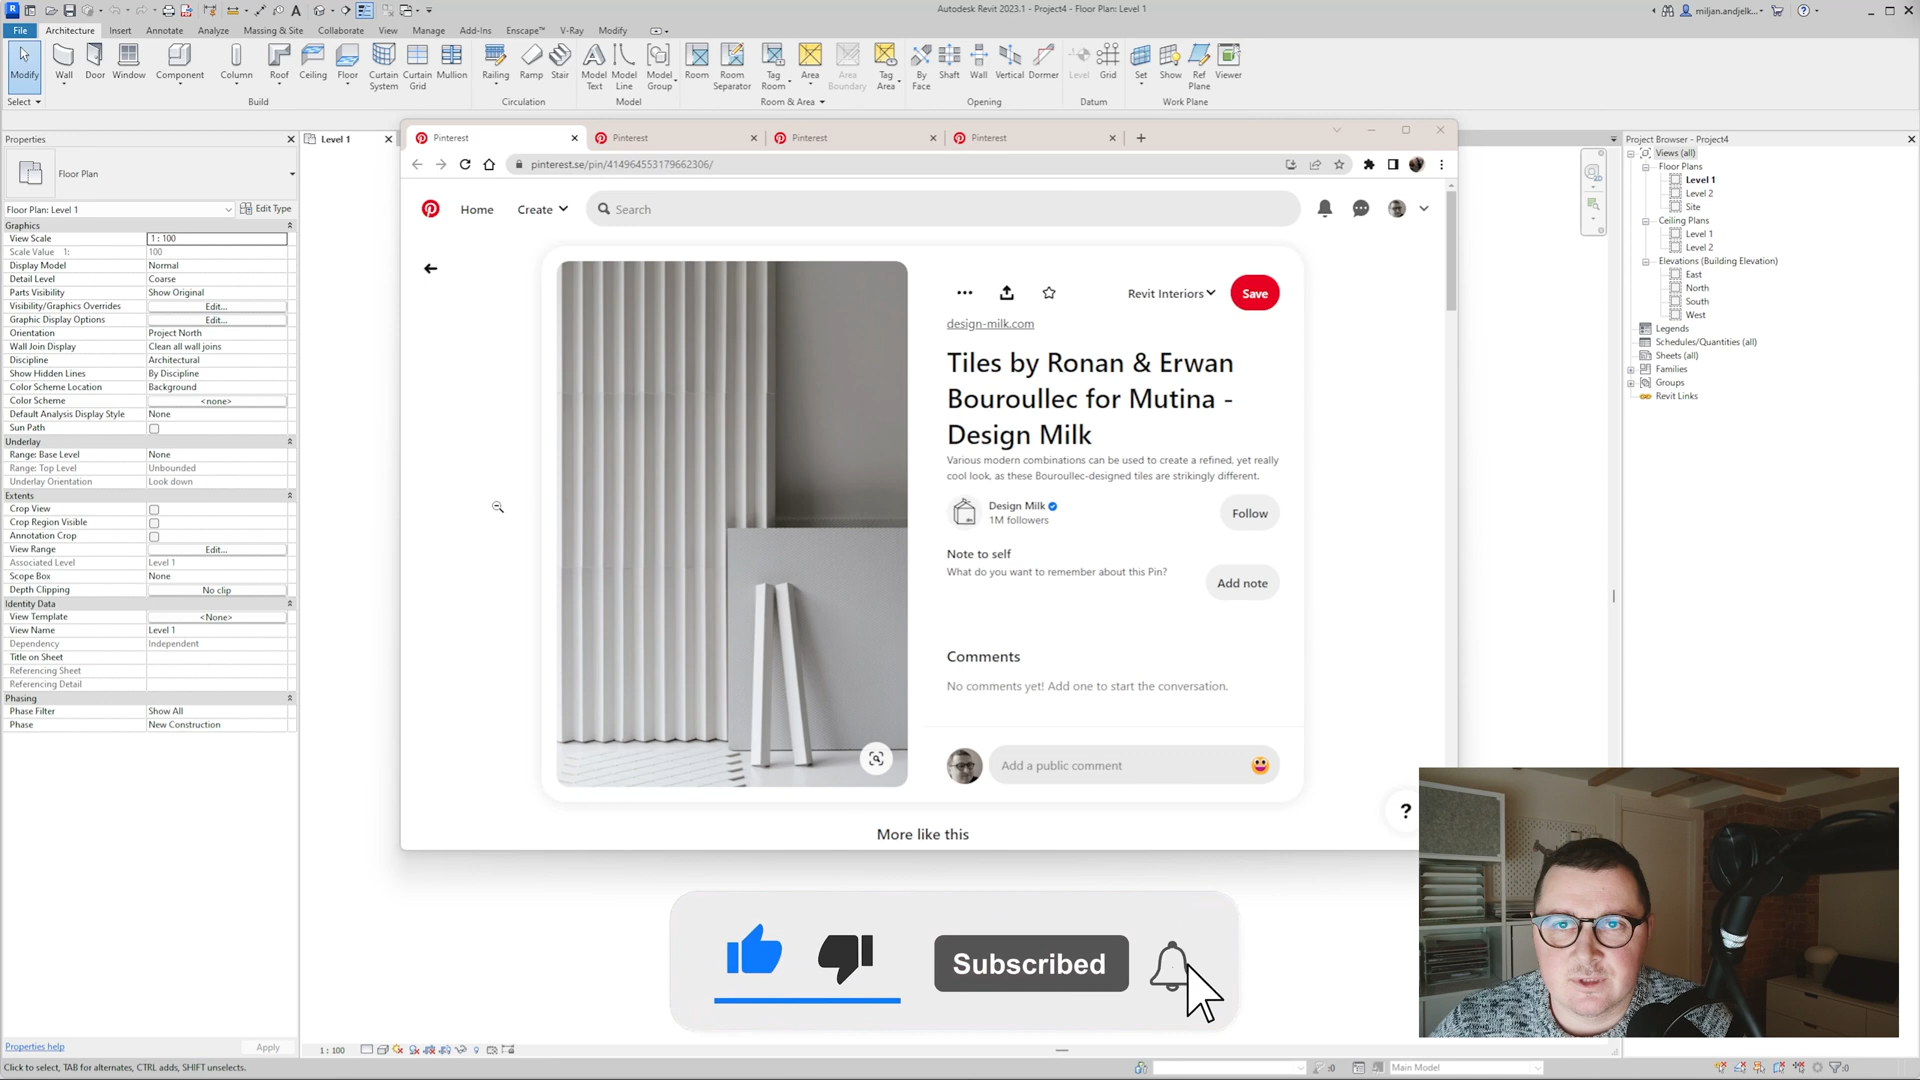 Autodesk Revit 2023.1 - Project4 - Floor Plan: Level 1
miljan.andjelk...
File
Architecture
Insert
Annotate
Analyze
Massing & Site
Collaborate
View
Manage
Add-Ins
Enscape™
V-Ray
Modify
Modify
Wall
Door
Window
Component
Column
Roof
Ceiling
Floor
Curtain System
Curtain Grid
Mullion
Railing
Ramp
Stair
Model Text
Model Line
Model Group
Room
Room Separator
Tag Room
Area
Area Boundary
Tag Area
By Face
Shaft
Wall
Vertical
Dormer
Level
Grid
Set
Show
Ref Plane
Viewer
Select
Build
Circulation
Model
Room & Area
Opening
Datum
Work Plane
Properties
Floor Plan
Floor Plan: Level 1
Edit Type
Graphics
View Scale 1 : 100
Scale Value 1: 100
Display Model Normal
Detail Level Coarse
Parts Visibility Show Original
Visibility/Graphics Overrides Edit...
Graphic Display Options Edit...
Orientation Project North
Wall Join Display Clean all wall joins
Discipline Architectural
Show Hidden Lines By Discipline
Color Scheme Location Background
Color Scheme <none>
Default Analysis Display Style None
Sun Path
Underlay
Range: Base Level None
Range: Top Level Unbounded
Underlay Orientation Look down
Extents
Crop View
Crop Region Visible
Annotation Crop
View Range Edit...
Associated Level Level 1
Scope Box None
Depth Clipping No clip
Identity Data
View Template <None>
View Name Level 1
Dependency Independent
Title on Sheet
Referencing Sheet
Referencing Detail
Phasing
Phase Filter Show All
Phase New Construction
Properties help
Apply
Level 1
Pinterest
Pinterest
Pinterest
Pinterest
pinterest.se/pin/414964553179662306/
Home
Create
Search
Revit Interiors
Save
design-milk.com
Tiles by Ronan & Erwan
Bouroullec for Mutina -
Design Milk
Various modern combinations can be used to create a refined, yet really
cool look, as these Bouroullec-designed tiles are strikingly different.
Design Milk
1M followers
Follow
Note to self
What do you want to remember about this Pin?
Add note
Comments
No comments yet! Add one to start the conversation.
Add a public comment
?
More like this
Subscribed
Project Browser - Project4
Views (all)
Floor Plans
Level 1
Level 2
Site
Ceiling Plans
Level 1
Level 2
Elevations (Building Elevation)
East
North
South
West
Legends
Schedules/Quantities (all)
Sheets (all)
Families
Groups
Revit Links
1 : 100
Click to select, TAB for alternates, CTRL adds, SHIFT unselects.
:0
Main Model
:0